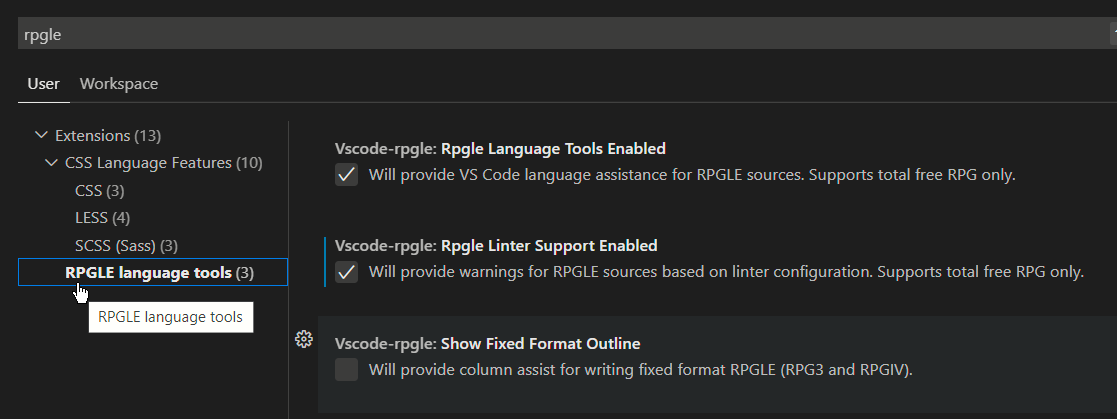 rpgle
User Workspace
Extensions (13)
CSS Language Features (10)
CSS (3)
LESS (4)
SCSS (Sass) (3)
RPGLE language tools (3)
RPGLE language tools
Vscode-rpgle: Rpgle Language Tools Enabled
Will provide VS Code language assistance for RPGLE sources. Supports total free RPG only.
Vscode-rpgle: Rpgle Linter Support Enabled
Will provide warnings for RPGLE sources based on linter configuration. Supports total free RPG only.
Vscode-rpgle: Show Fixed Format Outline
Will provide column assist for writing fixed format RPGLE (RPG3 and RPGIV).